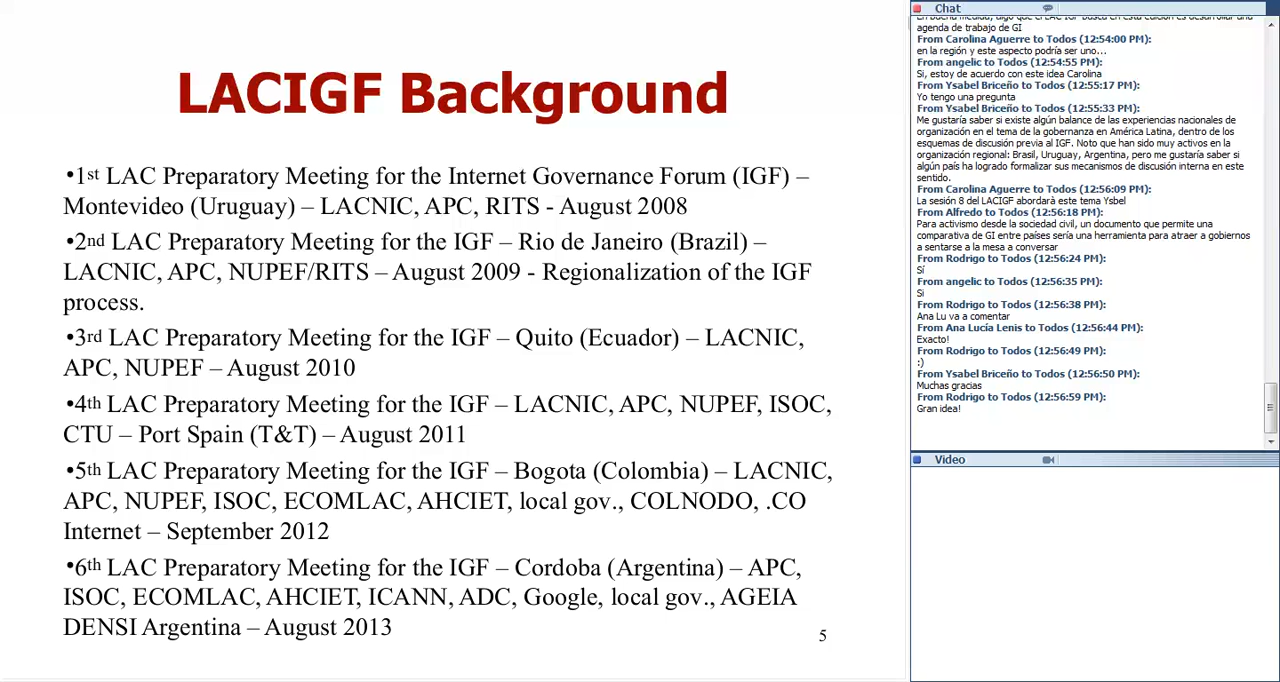 LACIGF Background
•1st LAC Preparatory Meeting for the Internet Governance Forum (IGF) –
Montevideo (Uruguay) – LACNIC, APC, RITS - August 2008
•2nd LAC Preparatory Meeting for the IGF – Rio de Janeiro (Brazil) –
LACNIC, APC, NUPEF/RITS – August 2009 - Regionalization of the IGF
process.
•3rd LAC Preparatory Meeting for the IGF – Quito (Ecuador) – LACNIC,
APC, NUPEF – August 2010
•4th LAC Preparatory Meeting for the IGF – LACNIC, APC, NUPEF, ISOC,
CTU – Port Spain (T&T) – August 2011
•5th LAC Preparatory Meeting for the IGF – Bogota (Colombia) – LACNIC,
APC, NUPEF, ISOC, ECOMLAC, AHCIET, local gov., COLNODO, .CO
Internet – September 2012
•6th LAC Preparatory Meeting for the IGF – Cordoba (Argentina) – APC,
ISOC, ECOMLAC, AHCIET, ICANN, ADC, Google, local gov., AGEIA
DENSI Argentina – August 2013
5
Chat
agenda de trabajo de GI
From Carolina Aguerre to Todos (12:54:00 PM):
en la región y este aspecto podría ser uno...
From angelic to Todos (12:54:55 PM):
Si, estoy de acuerdo con este idea Carolina
From Ysabel Briceño to Todos (12:55:17 PM):
Yo tengo una pregunta
From Ysabel Briceño to Todos (12:55:33 PM):
Me gustaría saber si existe algún balance de las experiencias nacionales de
organización en el tema de la gobernanza en América Latina, dentro de los
esquemas de discusión previa al IGF. Noto que han sido muy activos en la
organización regional: Brasil, Uruguay, Argentina, pero me gustaría saber si
algún país ha logrado formalizar sus mecanismos de discusión interna en este
sentido.
From Carolina Aguerre to Todos (12:56:09 PM):
La sesión 8 del LACIGF abordará este tema Ysbel
From Alfredo to Todos (12:56:18 PM):
Para activismo desde la sociedad civil, un documento que permite una
comparativa de GI entre países sería una herramienta para atraer a gobiernos
a sentarse a la mesa a conversar
From Rodrigo to Todos (12:56:24 PM):
Sí
From angelic to Todos (12:56:35 PM):
Si
From Rodrigo to Todos (12:56:38 PM):
Ana Lu va a comentar
From Ana Lucía Lenis to Todos (12:56:44 PM):
Exacto!
From Rodrigo to Todos (12:56:49 PM):
:)
From Ysabel Briceño to Todos (12:56:50 PM):
Muchas gracias
From Rodrigo to Todos (12:56:59 PM):
Gran idea!
Video